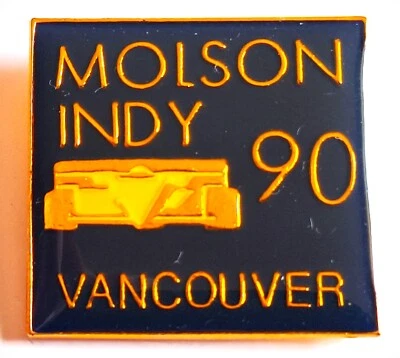 MOLSON
INDY
90
VANCOUVER